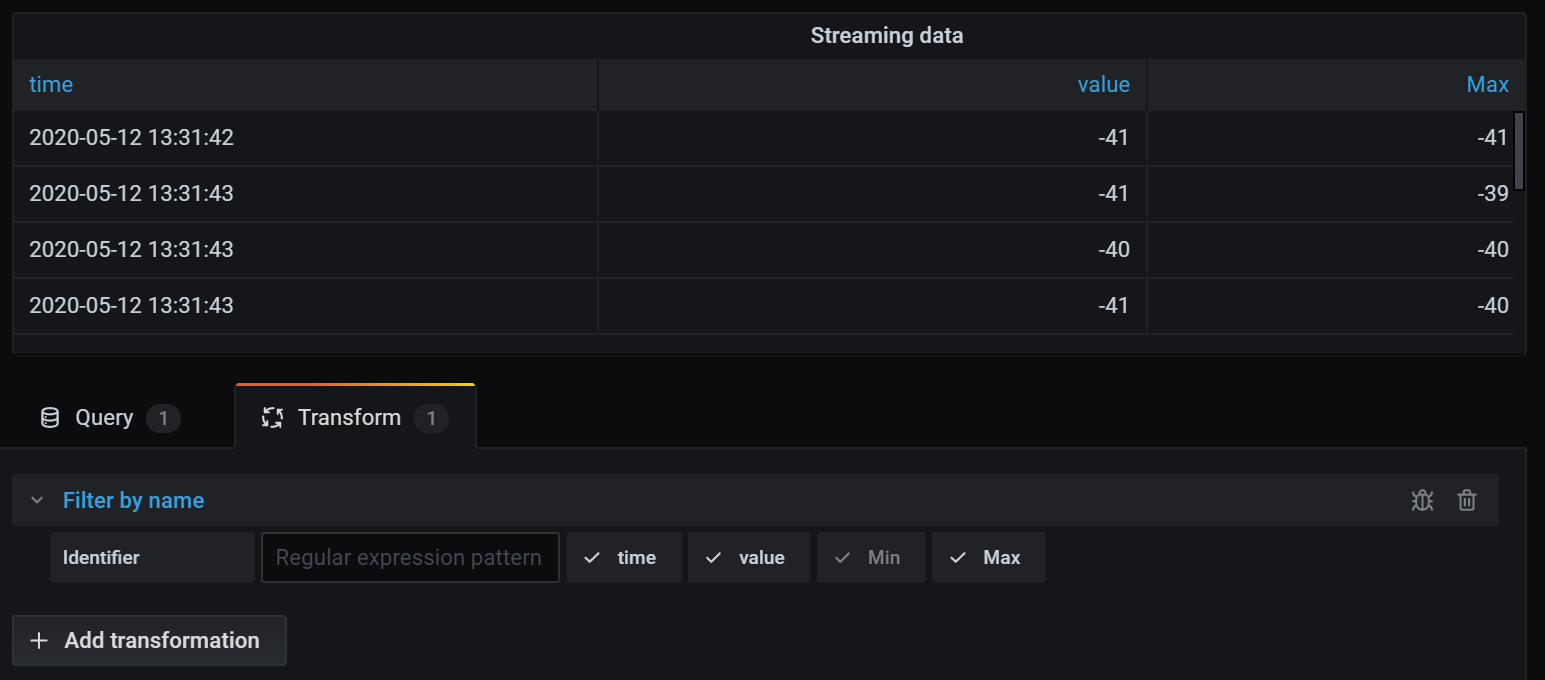 Streaming data
time value Max
2020-05-12 13:31:42 -41 -41
2020-05-12 13:31:43 -41 -39
2020-05-12 13:31:43 -40 -40
2020-05-12 13:31:43 -41 -40
Query 1 Transform 1
Filter by name
Identifier Regular expression pattern time value Min Max
Add transformation